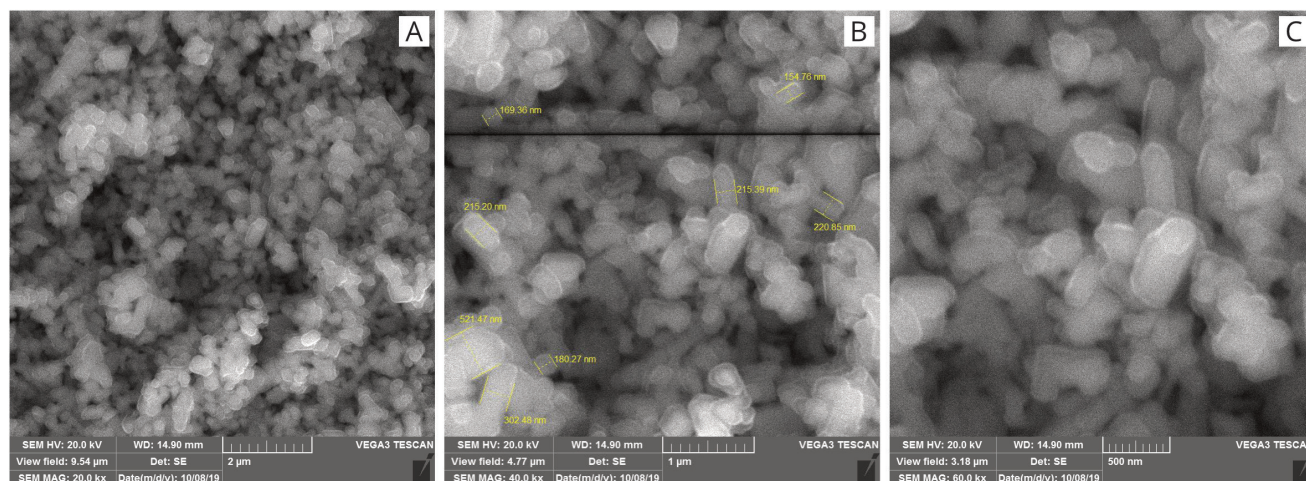 A
SEM HV: 20.0 kV WD: 14.90 mm VEGA3 TESCAN
View field: 9.54 µm Det: SE 2 µm
SEM MAG: 20.0 kx Date(m/d/y): 10/08/19
B
154.76 nm
169.36 nm
215.39 nm
215.20 nm
220.85 nm
521.47 nm
180.27 nm
302.48 nm
SEM HV: 20.0 kV WD: 14.90 mm VEGA3 TESCAN
View field: 4.77 µm Det: SE 1 µm
SEM MAG: 40.0 kx Date(m/d/y): 10/08/19
C
SEM HV: 20.0 kV WD: 14.90 mm VEGA3 TESCAN
View field: 3.18 µm Det: SE 500 nm
SEM MAG: 60.0 kx Date(m/d/y): 10/08/19